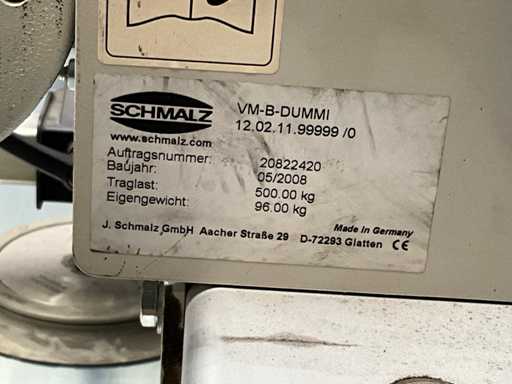 SCHMALZ
www.schmalz.com
VM-B-DUMMI
12.02.11.99999 /0
Auftragsnummer: 20822420
Baujahr: 05/2008
Traglast: 500.00 kg
Eigengewicht: 96.00 kg
Made in Germany
J. Schmalz GmbH Aacher Straße 29 D-72293 Glatten CE